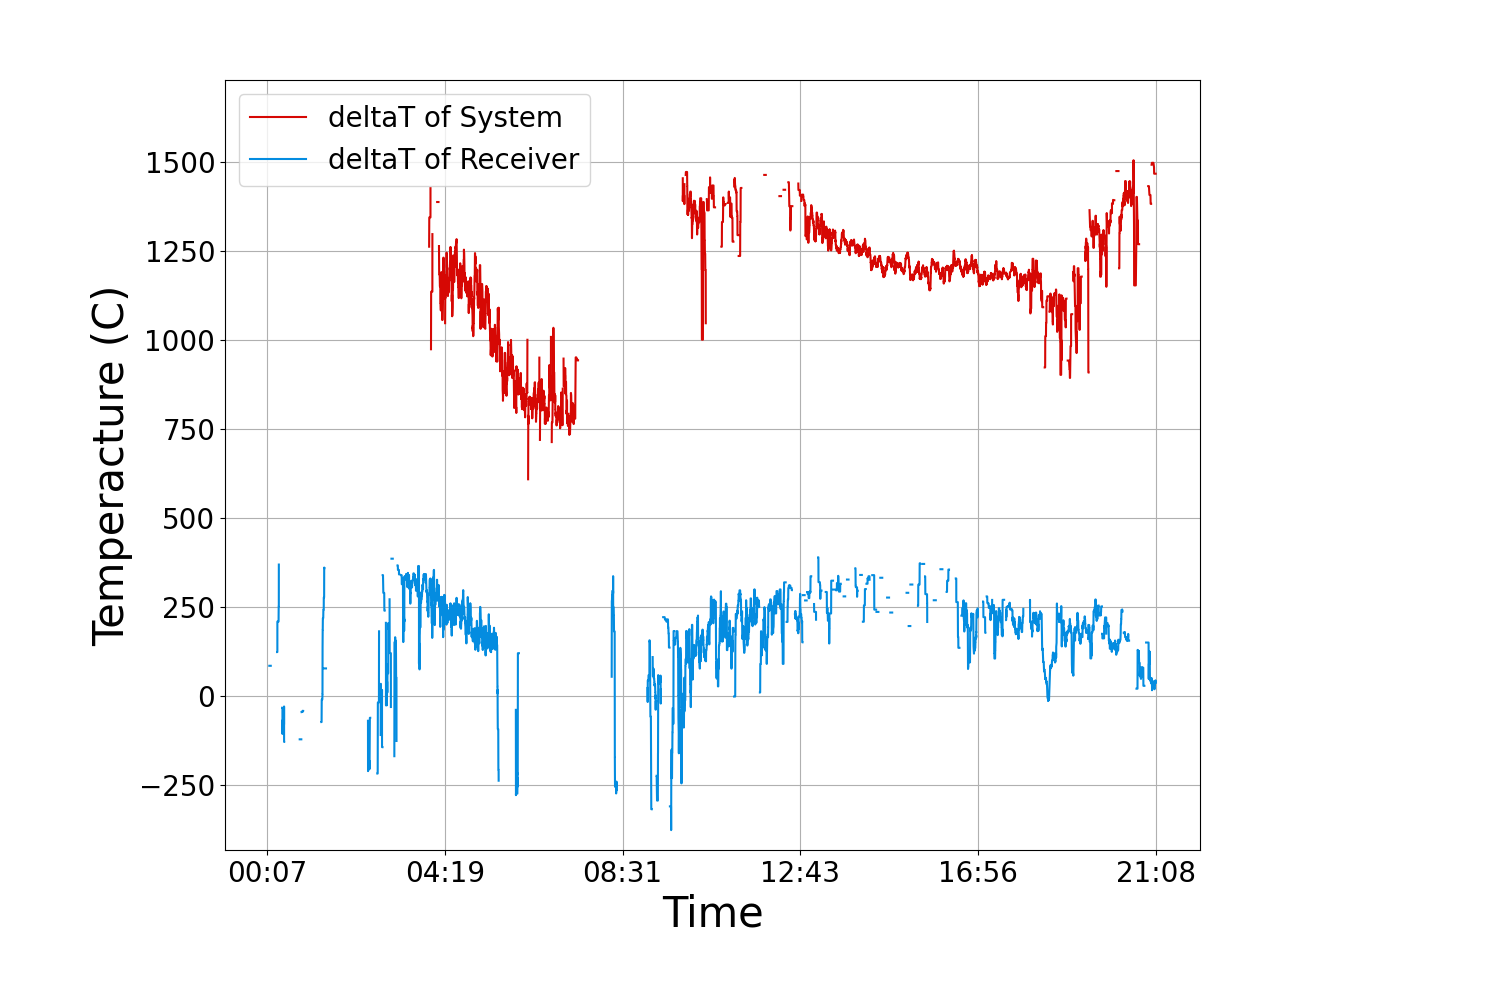 deltaT of System
deltaT of Receiver
1500
1250
1000
750
500
250
0
−250
Temperacture (C)
00:07 04:19 08:31 12:43 16:56 21:08
Time